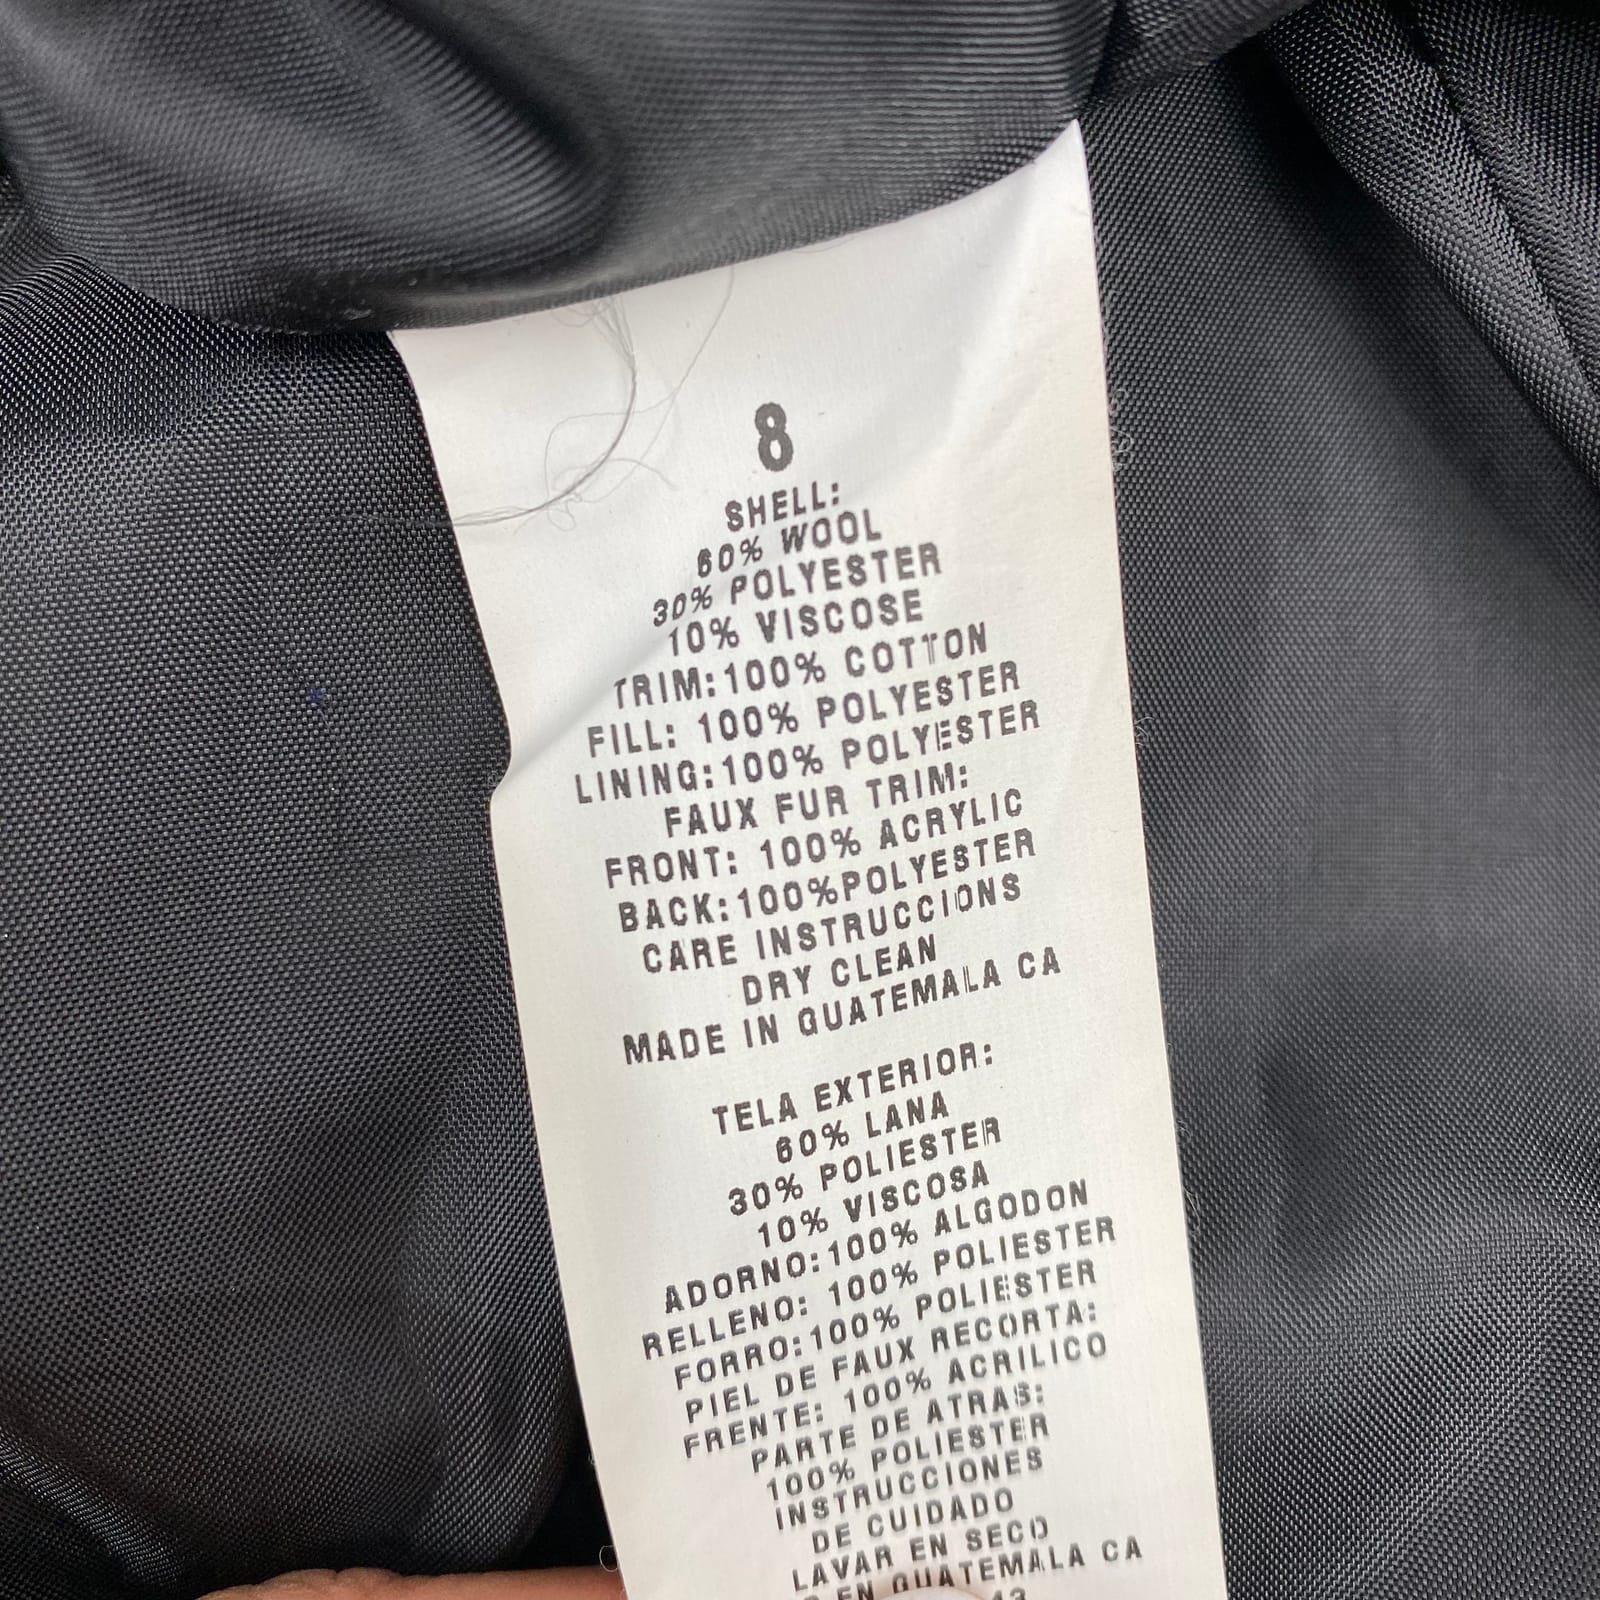 8
SHELL:
60% WOOL
30% POLYESTER
10% VISCOSE
TRIM:100% COTTON
FILL: 100% POLYESTER
LINING:100% POLYESTER
FAUX FUR TRIM:
FRONT: 100% ACRYLIC
BACK:100%POLYESTER
CARE INSTRUCCIONS
DRY CLEAN
MADE IN GUATEMALA CA
TELA EXTERIOR:
60% LANA
30% POLIESTER
10% VISCOSA
ADORNO:100% ALGODON
RELLENO: 100% POLIESTER
FORRO:100% POLIESTER
PIEL DE FAUX RECORTA:
FRENTE: 100% ACRILICO
PARTE DE ATRAS:
100% POLIESTER
INSTRUCCIONES
DE CUIDADO
LAVAR EN SECO
EN GUATEMALA CA